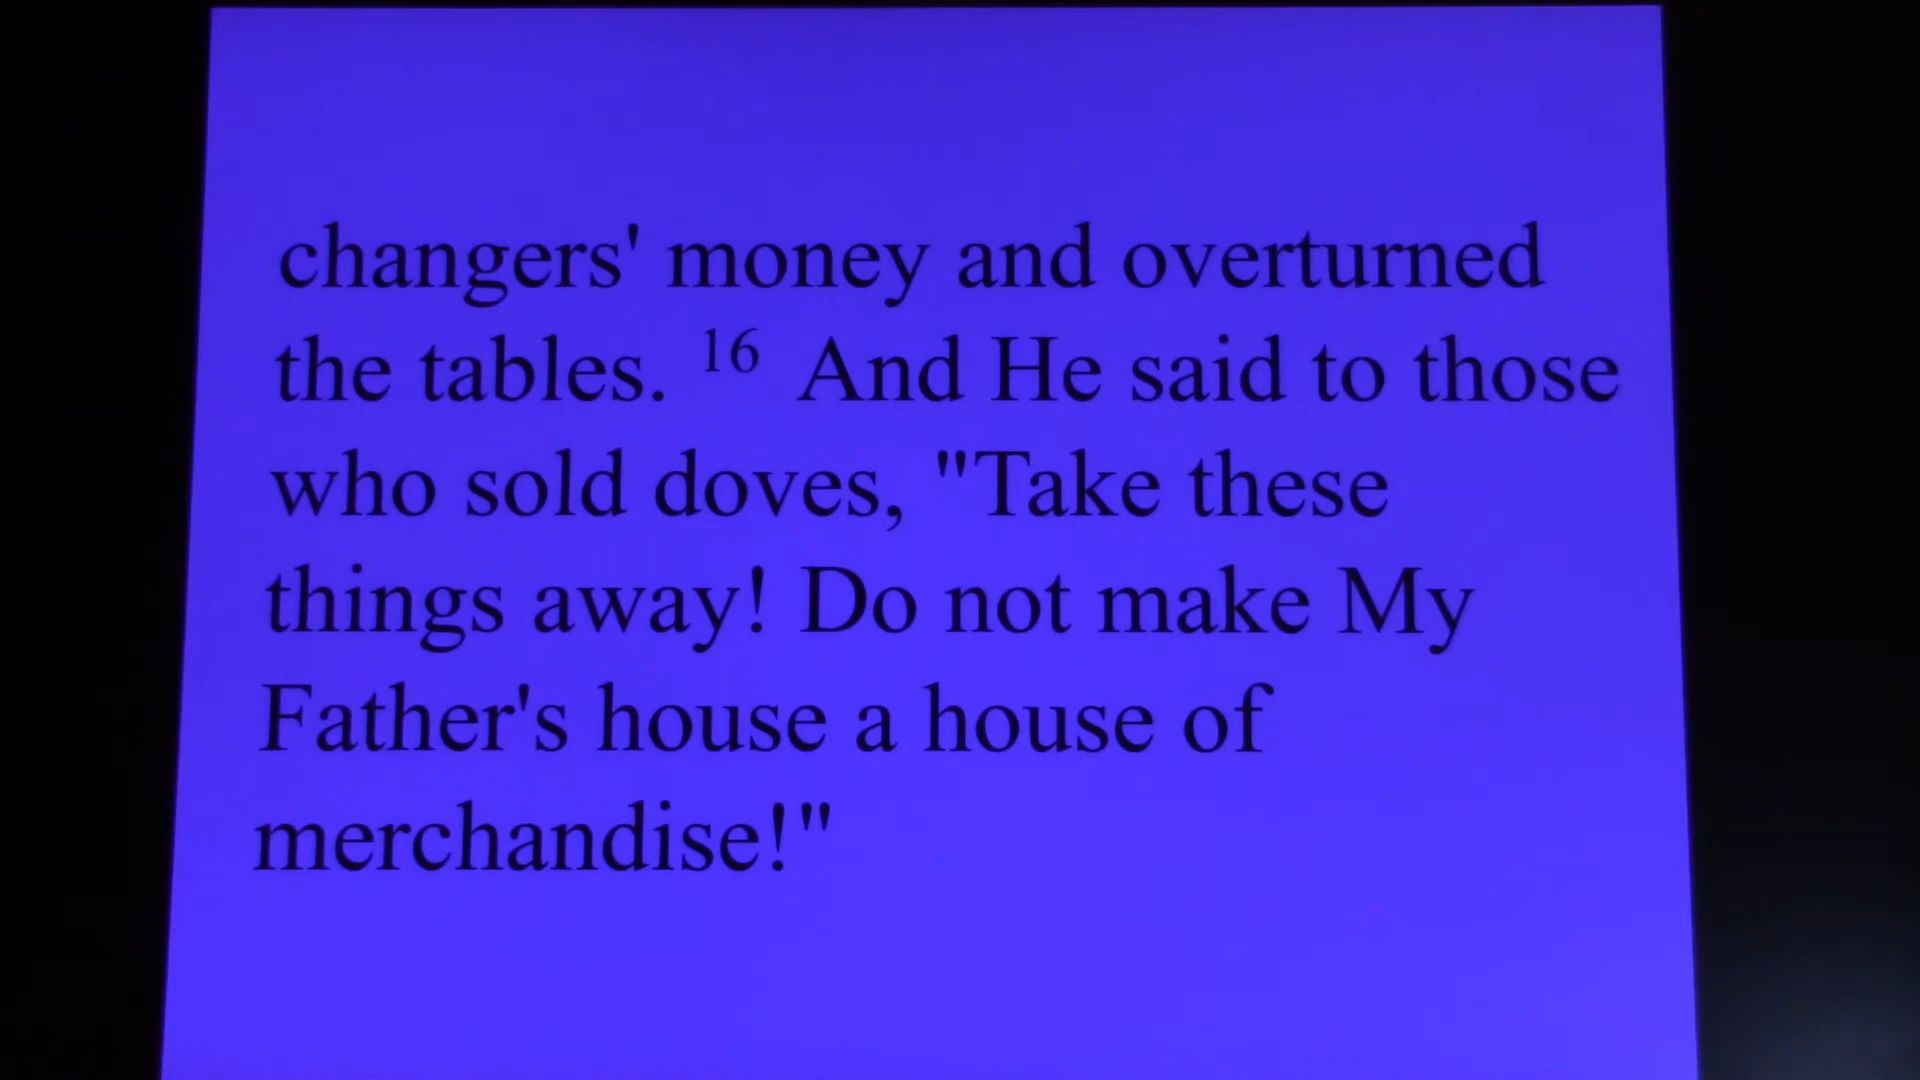 changers' money and overturned
the tables. 16 And He said to those
who sold doves, "Take these
things away! Do not make My
Father's house a house of
merchandise!"